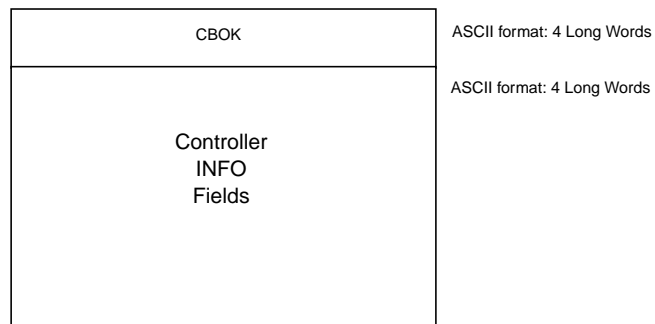 CBOK
ASCII format: 4 Long Words
ASCII format: 4 Long Words
Controller
INFO
Fields